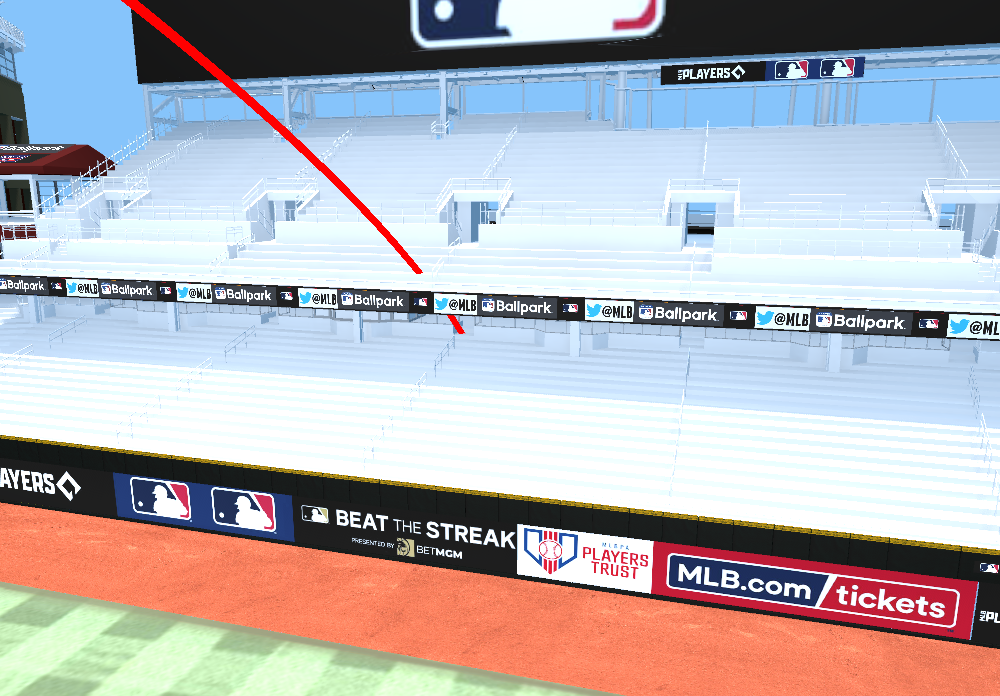 PLAYERS
Ballpark @MLB Ballpark @MLB Ballpark @MLB Ballpark @MLB Ballpark @MLB Ballpark @MLB Ballpark. @ML
AYERS
BEAT THE STREAK
PRESENTED BY BETMGM
PLAYERS
TRUST
MLB.com/tickets